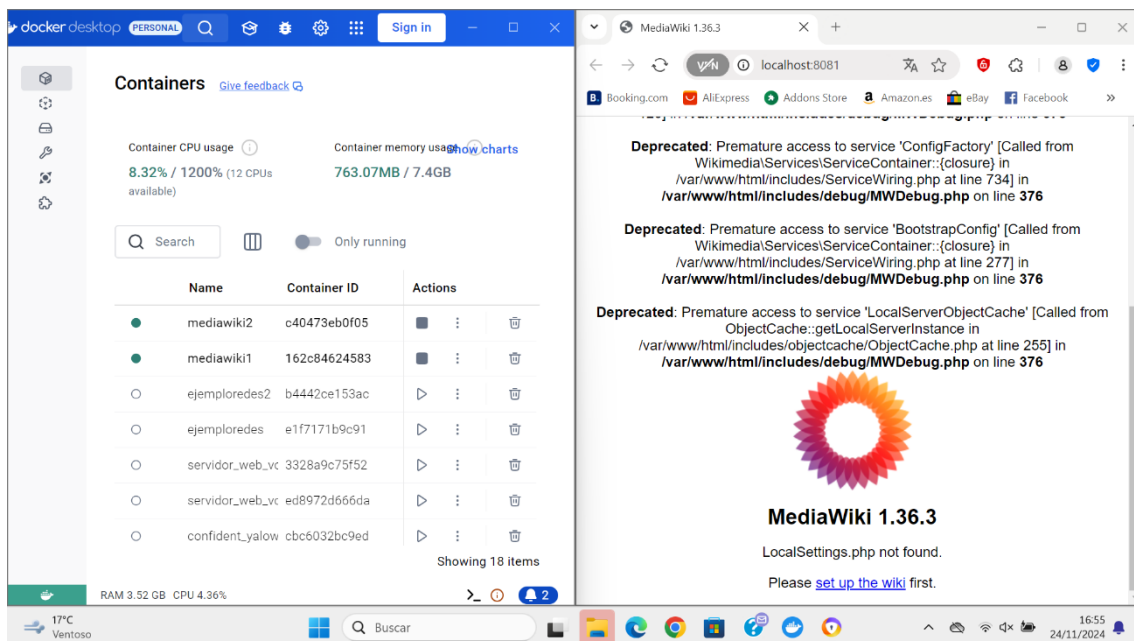 docker desktop PERSONAL Sign in
Containers Give feedback
Container CPU usage
8.32% / 1200% (12 CPUs
available)
Container memory usage
Show charts
763.07MB / 7.4GB
Search
Only running
Name Container ID Actions
mediawiki2 c40473eb0f05
mediawiki1 162c84624583
ejemploredes2 b4442ce153ac
ejemploredes e1f7171b9c91
servidor_web_vc 3328a9c75f52
servidor_web_vc ed8972d666da
confident_yalow cbc6032bc9ed
Showing 18 items
RAM 3.52 GB CPU 4.36%
2
MediaWiki 1.36.3
VPN localhost:8081
B. Booking.com AliExpress Addons Store a Amazon.es eBay Facebook
Deprecated: Premature access to service 'ConfigFactory' [Called from
Wikimedia\Services\ServiceContainer::{closure} in
/var/www/html/includes/ServiceWiring.php at line 734] in
/var/www/html/includes/debug/MWDebug.php on line 376
Deprecated: Premature access to service 'BootstrapConfig' [Called from
Wikimedia\Services\ServiceContainer::{closure} in
/var/www/html/includes/ServiceWiring.php at line 277] in
/var/www/html/includes/debug/MWDebug.php on line 376
Deprecated: Premature access to service 'LocalServerObjectCache' [Called from
ObjectCache::getLocalServerInstance in
/var/www/html/includes/objectcache/ObjectCache.php at line 255] in
/var/www/html/includes/debug/MWDebug.php on line 376
MediaWiki 1.36.3
LocalSettings.php not found.
Please set up the wiki first.
17°C
Ventoso
Buscar
16:55
24/11/2024